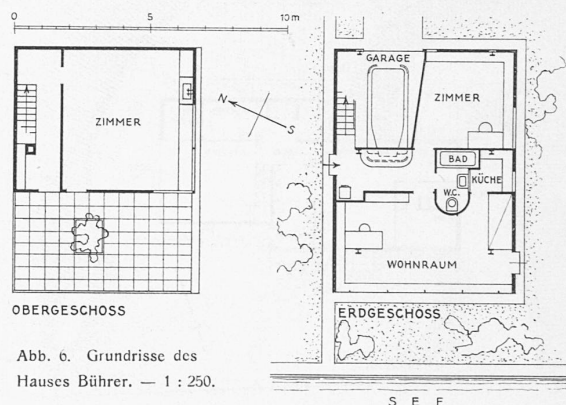 0 5 10 m
GARAGE
ZIMMER
ZIMMER
N
S
BAD
KÜCHE
W.C.
WOHNRAUM
OBERGESCHOSS
ERDGESCHOSS
Abb. 6. Grundrisse des
Hauses Bührer. — 1 : 250.
S E E